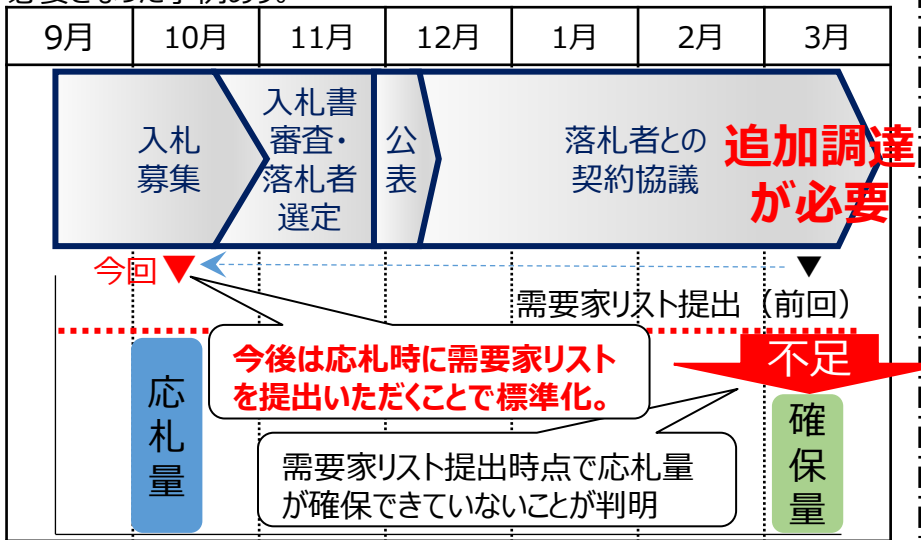 9月 10月 11月 12月 1月 2月 3月
入札
募集
入札書
審査・
落札者
選定
公
表
落札者との
契約協議
追加調達
が必要
今回
需要家リスト提出（前回）
今後は応札時に需要家リスト
を提出いただくことで標準化。
不足
応
札
量
需要家リスト提出時点で応札量
が確保できていないことが判明
確
保
量